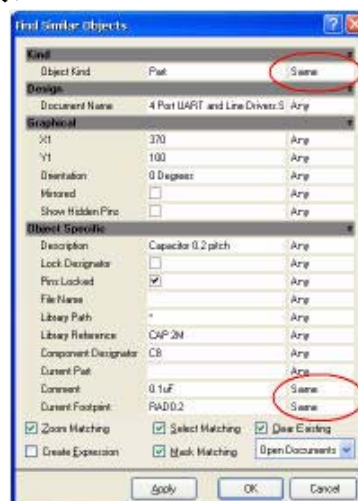 Find Similar Objects
Kind
Object Kind Part Same
Design
Document Name 4 Port UART and Line Drivers.S Any
Graphical
X1 370 Any
Y1 100 Any
Orientation 0 Degrees Any
Mirrored Any
Show Hidden Pins Any
Object Specific
Description Capacitor 0.2 pitch Any
Lock Designator Any
Pins Locked Any
File Name Any
Library Path * Any
Library Reference CAP 2M Any
Component Designator C8 Any
Current Part Any
Comment 0.1uF Same
Current Footprint RAD0.2 Same
Zoom Matching Select Matching Clear Existing
Create Expression Mask Matching Open Documents
Apply OK Cancel